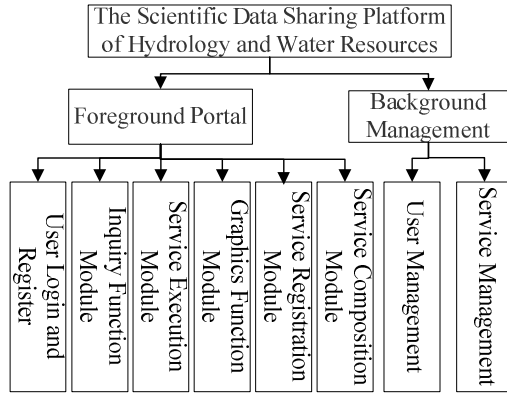 The Scientific Data Sharing Platform
of Hydrology and Water Resources
Foreground Portal
Background
Management
User Login and
Register
Inquiry Function
Module
Service Execution
Module
Graphics Function
Module
Service Registration
Module
Service Composition
Module
User Management
Service Management